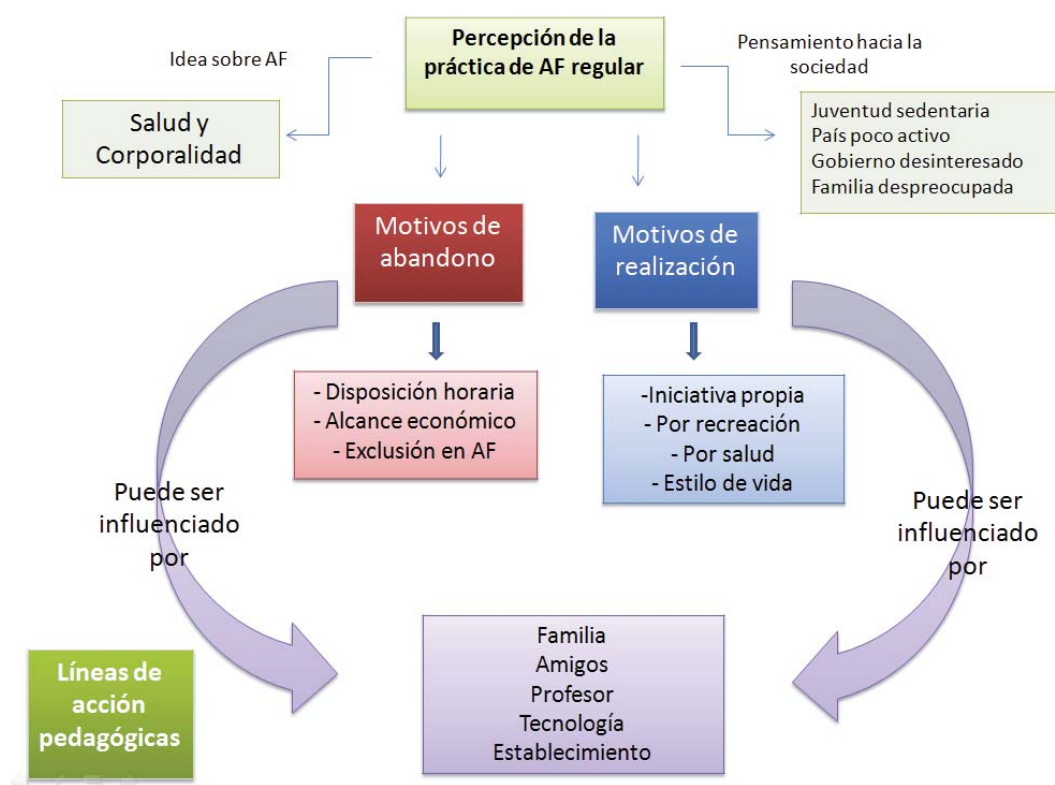 Percepción de la
práctica de AF regular
Idea sobre AF
Pensamiento hacia la
sociedad
Salud y
Corporalidad
Juventud sedentaria
País poco activo
Gobierno desinteresado
Familia despreocupada
Motivos de
abandono
Motivos de
realización
- Disposición horaria
- Alcance económico
- Exclusión en AF
-Iniciativa propia
- Por recreación
- Por salud
- Estilo de vida
Puede ser
influenciado
por
Puede ser
influenciado
por
Familia
Amigos
Profesor
Tecnología
Establecimiento
Líneas de
acción
pedagógicas